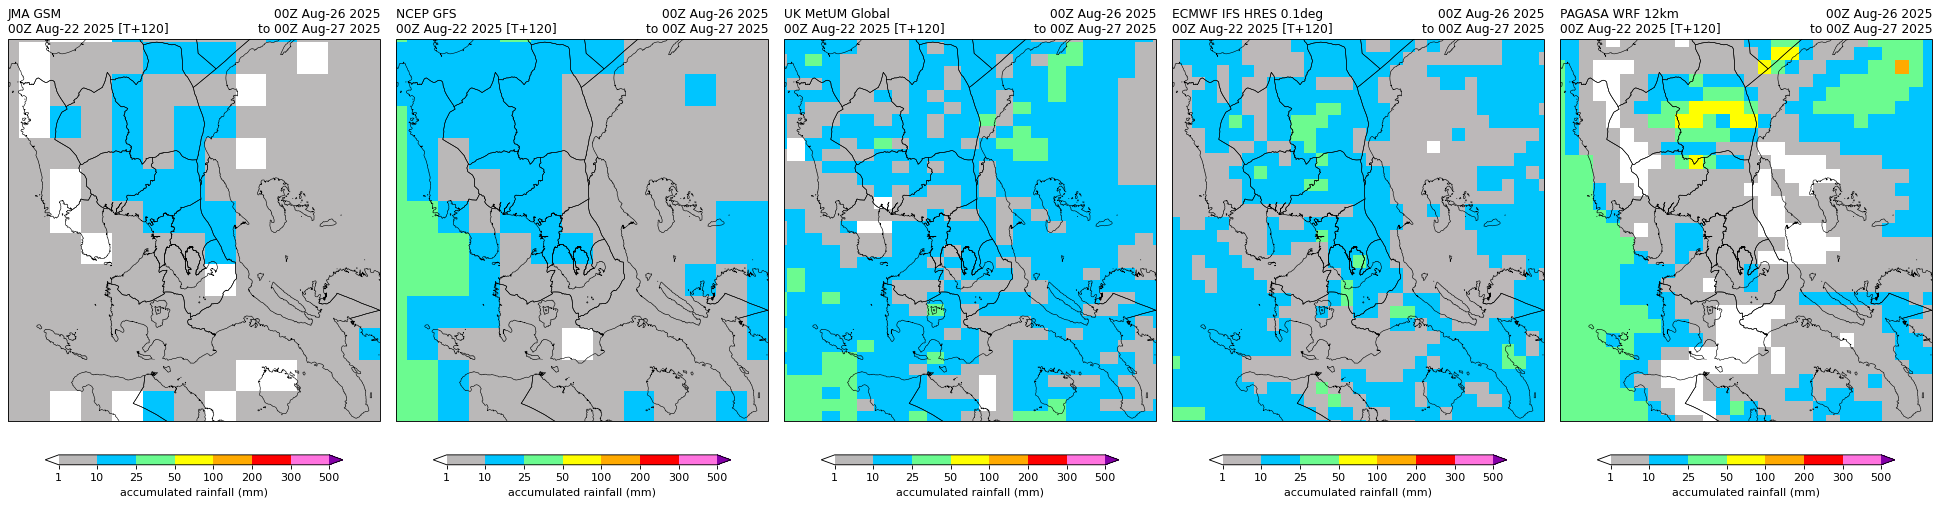 JMA GSM 00Z Aug-26 2025
00Z Aug-22 2025 [T+120] to 00Z Aug-27 2025
NCEP GFS 00Z Aug-26 2025
00Z Aug-22 2025 [T+120] to 00Z Aug-27 2025
UK MetUM Global 00Z Aug-26 2025
00Z Aug-22 2025 [T+120] to 00Z Aug-27 2025
ECMWF IFS HRES 0.1deg 00Z Aug-26 2025
00Z Aug-22 2025 [T+120] to 00Z Aug-27 2025
PAGASA WRF 12km 00Z Aug-26 2025
00Z Aug-22 2025 [T+120] to 00Z Aug-27 2025
1 10 25 50 100 200 300 500
accumulated rainfall (mm)
1 10 25 50 100 200 300 500
accumulated rainfall (mm)
1 10 25 50 100 200 300 500
accumulated rainfall (mm)
1 10 25 50 100 200 300 500
accumulated rainfall (mm)
1 10 25 50 100 200 300 500
accumulated rainfall (mm)